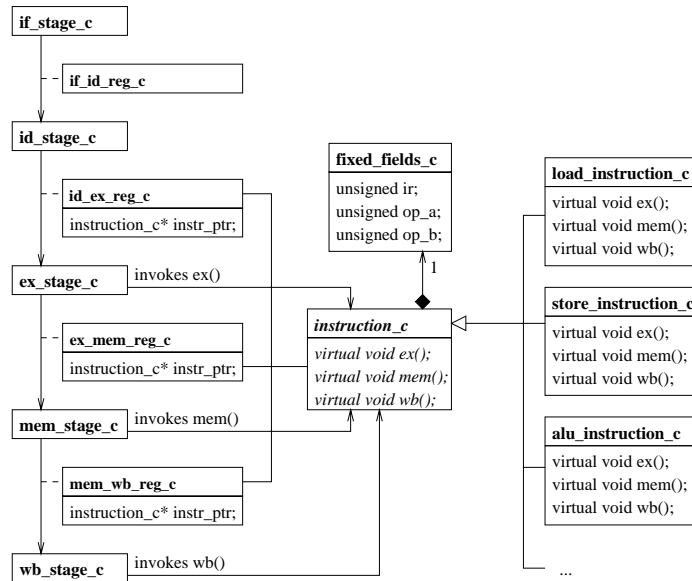 if_stage_c
if_id_reg_c
id_stage_c
id_ex_reg_c
instruction_c* instr_ptr;
ex_stage_c
invokes ex()
ex_mem_reg_c
instruction_c* instr_ptr;
mem_stage_c
invokes mem()
mem_wb_reg_c
instruction_c* instr_ptr;
wb_stage_c
invokes wb()
fixed_fields_c
unsigned ir;
unsigned op_a;
unsigned op_b;
1
instruction_c
virtual void ex();
virtual void mem();
virtual void wb();
load_instruction_c
virtual void ex();
virtual void mem();
virtual void wb();
store_instruction_c
virtual void ex();
virtual void mem();
virtual void wb();
alu_instruction_c
virtual void ex();
virtual void mem();
virtual void wb();
...